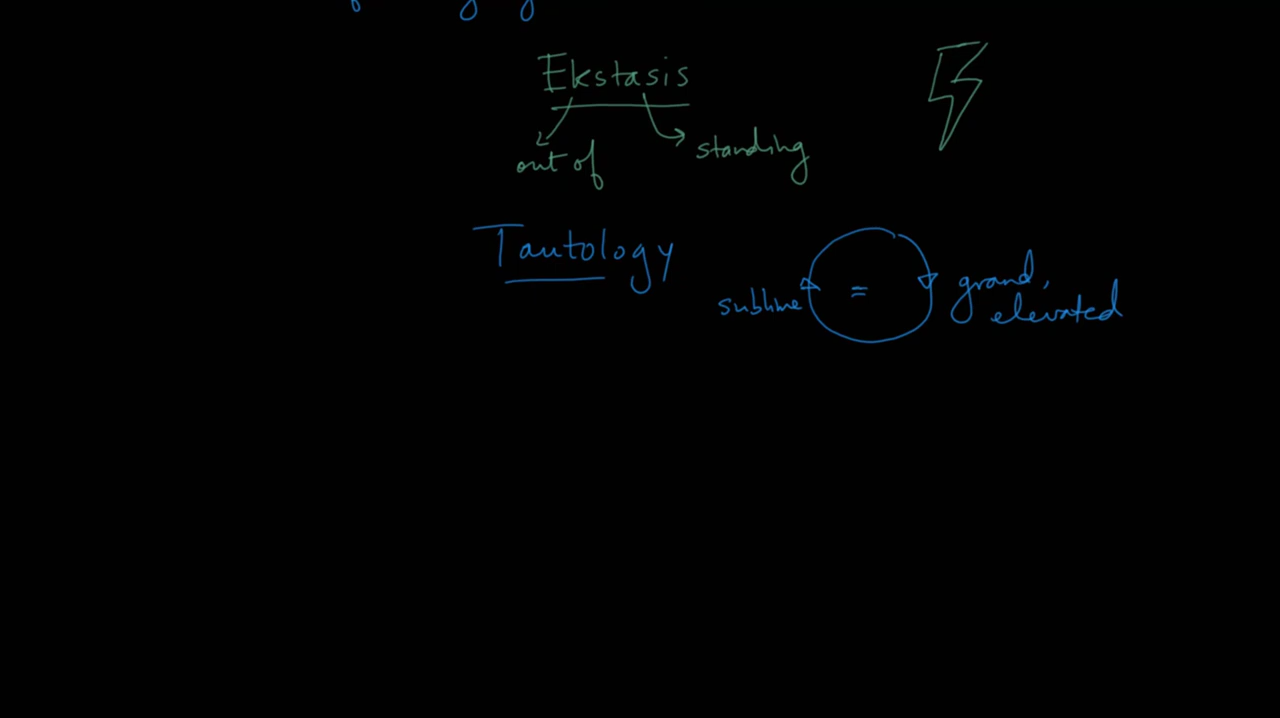 Ekstasis
out of
standing
Tautology
sublime = grand,
elevated